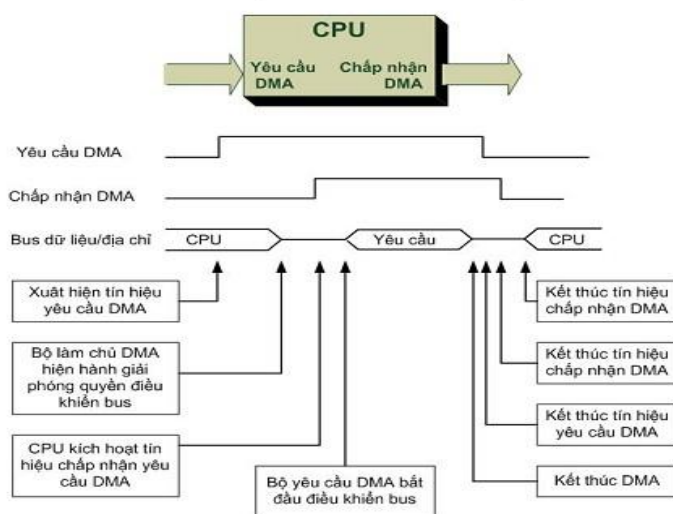 CPU
Yêu cầu
DMA
Chấp nhận
DMA
Yêu cầu DMA
Chấp nhận DMA
Bus dữ liệu/địa chỉ
CPU
Yêu cầu
CPU
Xuât hiện tín hiệu
yêu cầu DMA
Bộ làm chủ DMA
hiện hành giải
phóng quyền điều
khiển bus
CPU kích hoạt tín
hiệu chấp nhận yêu
cầu DMA
Bộ yêu cầu DMA bắt
đầu điều khiển bus
Kết thúc tín hiệu
chấp nhận DMA
Kết thúc tín hiệu
chấp nhận DMA
Kết thúc tín hiệu
yêu cầu DMA
Kết thúc DMA